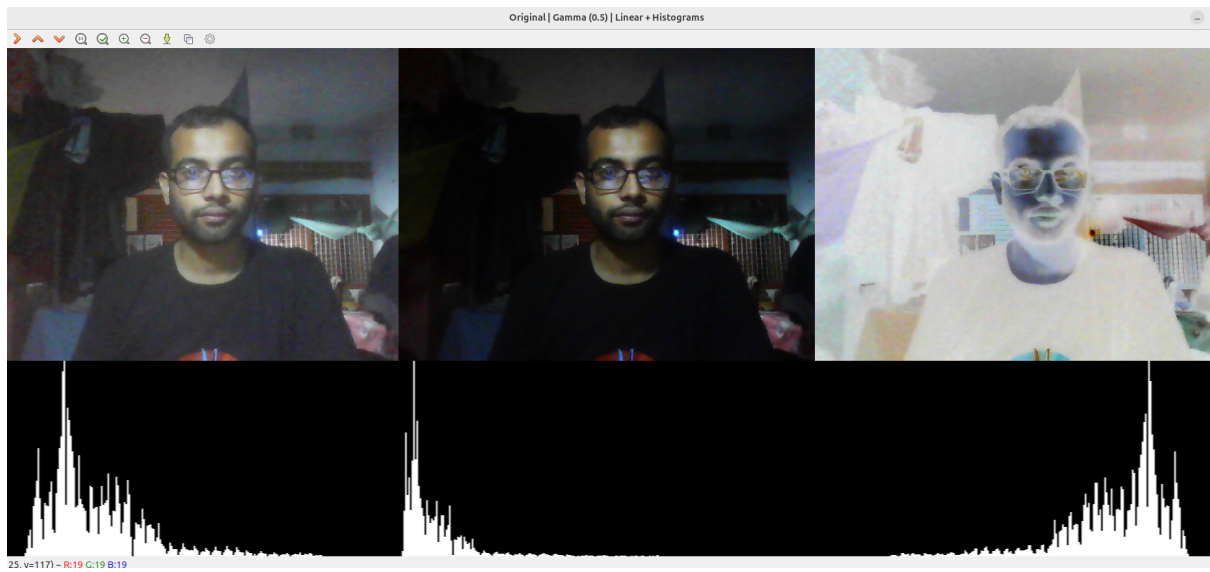 Original | Gamma (0.5) | Linear + Histograms
25, y=117) ~ R:19 G:19 B:19